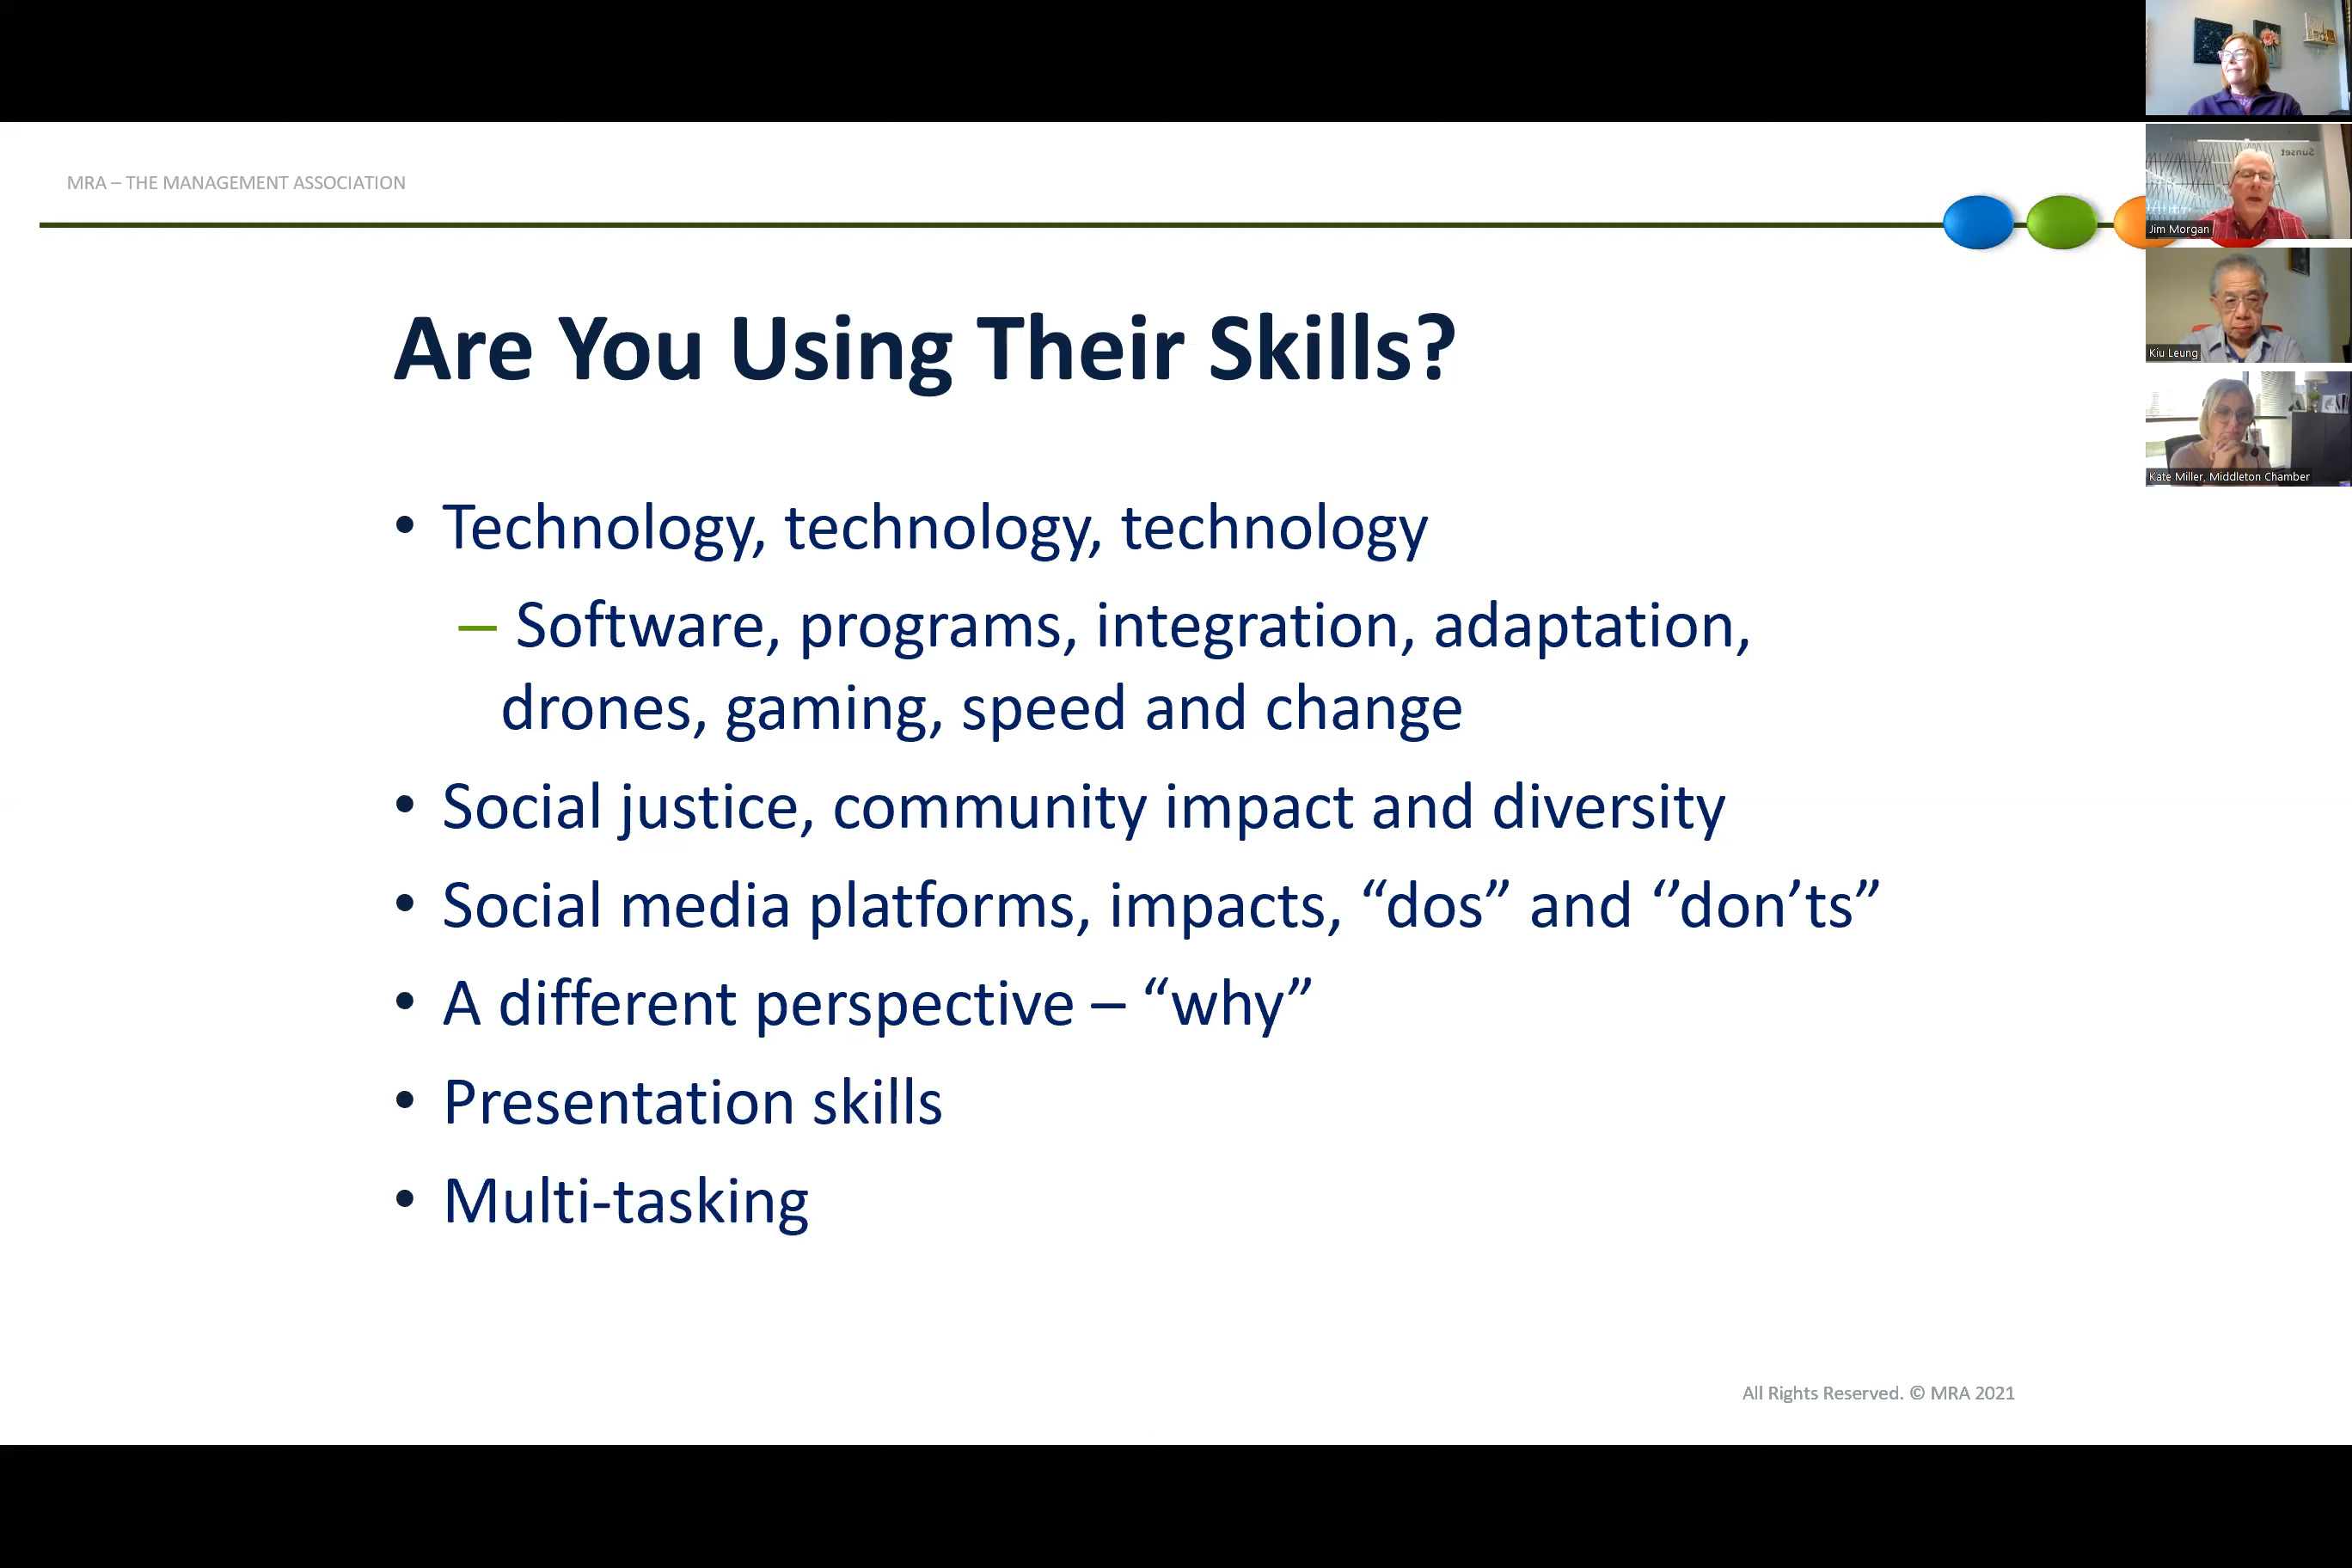 MRA – THE MANAGEMENT ASSOCIATION
Are You Using Their Skills?
• Technology, technology, technology
– Software, programs, integration, adaptation,
drones, gaming, speed and change
• Social justice, community impact and diversity
• Social media platforms, impacts, “dos” and ‘’don’ts”
• A different perspective – “why”
• Presentation skills
• Multi-tasking
All Rights Reserved. © MRA 2021
Sunset
Jim Morgan
Kiu Leung
Kate Miller, Middleton Chamber